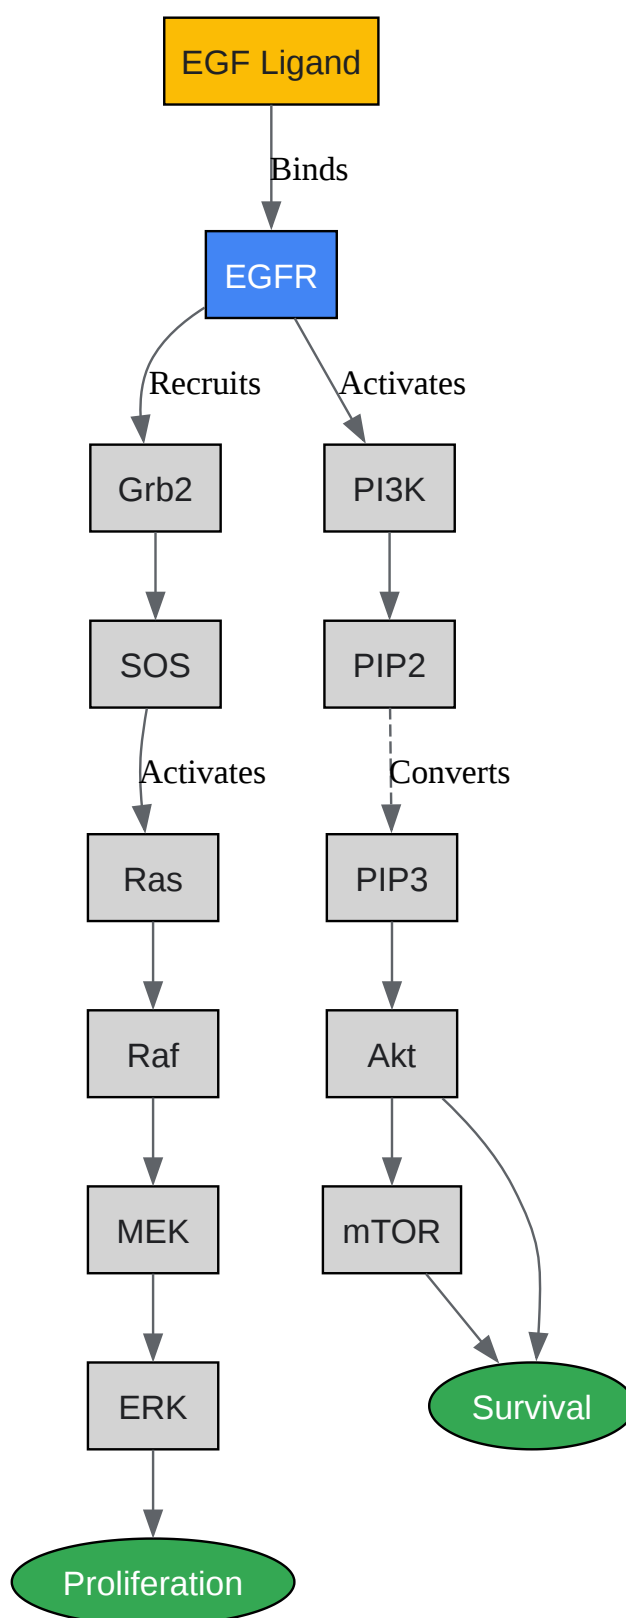 EGF Ligand
Binds
EGFR
Recruits
Activates
Grb2
PI3K
SOS
PIP2
Activates
Converts
Ras
PIP3
Raf
Akt
MEK
mTOR
ERK
Survival
Proliferation